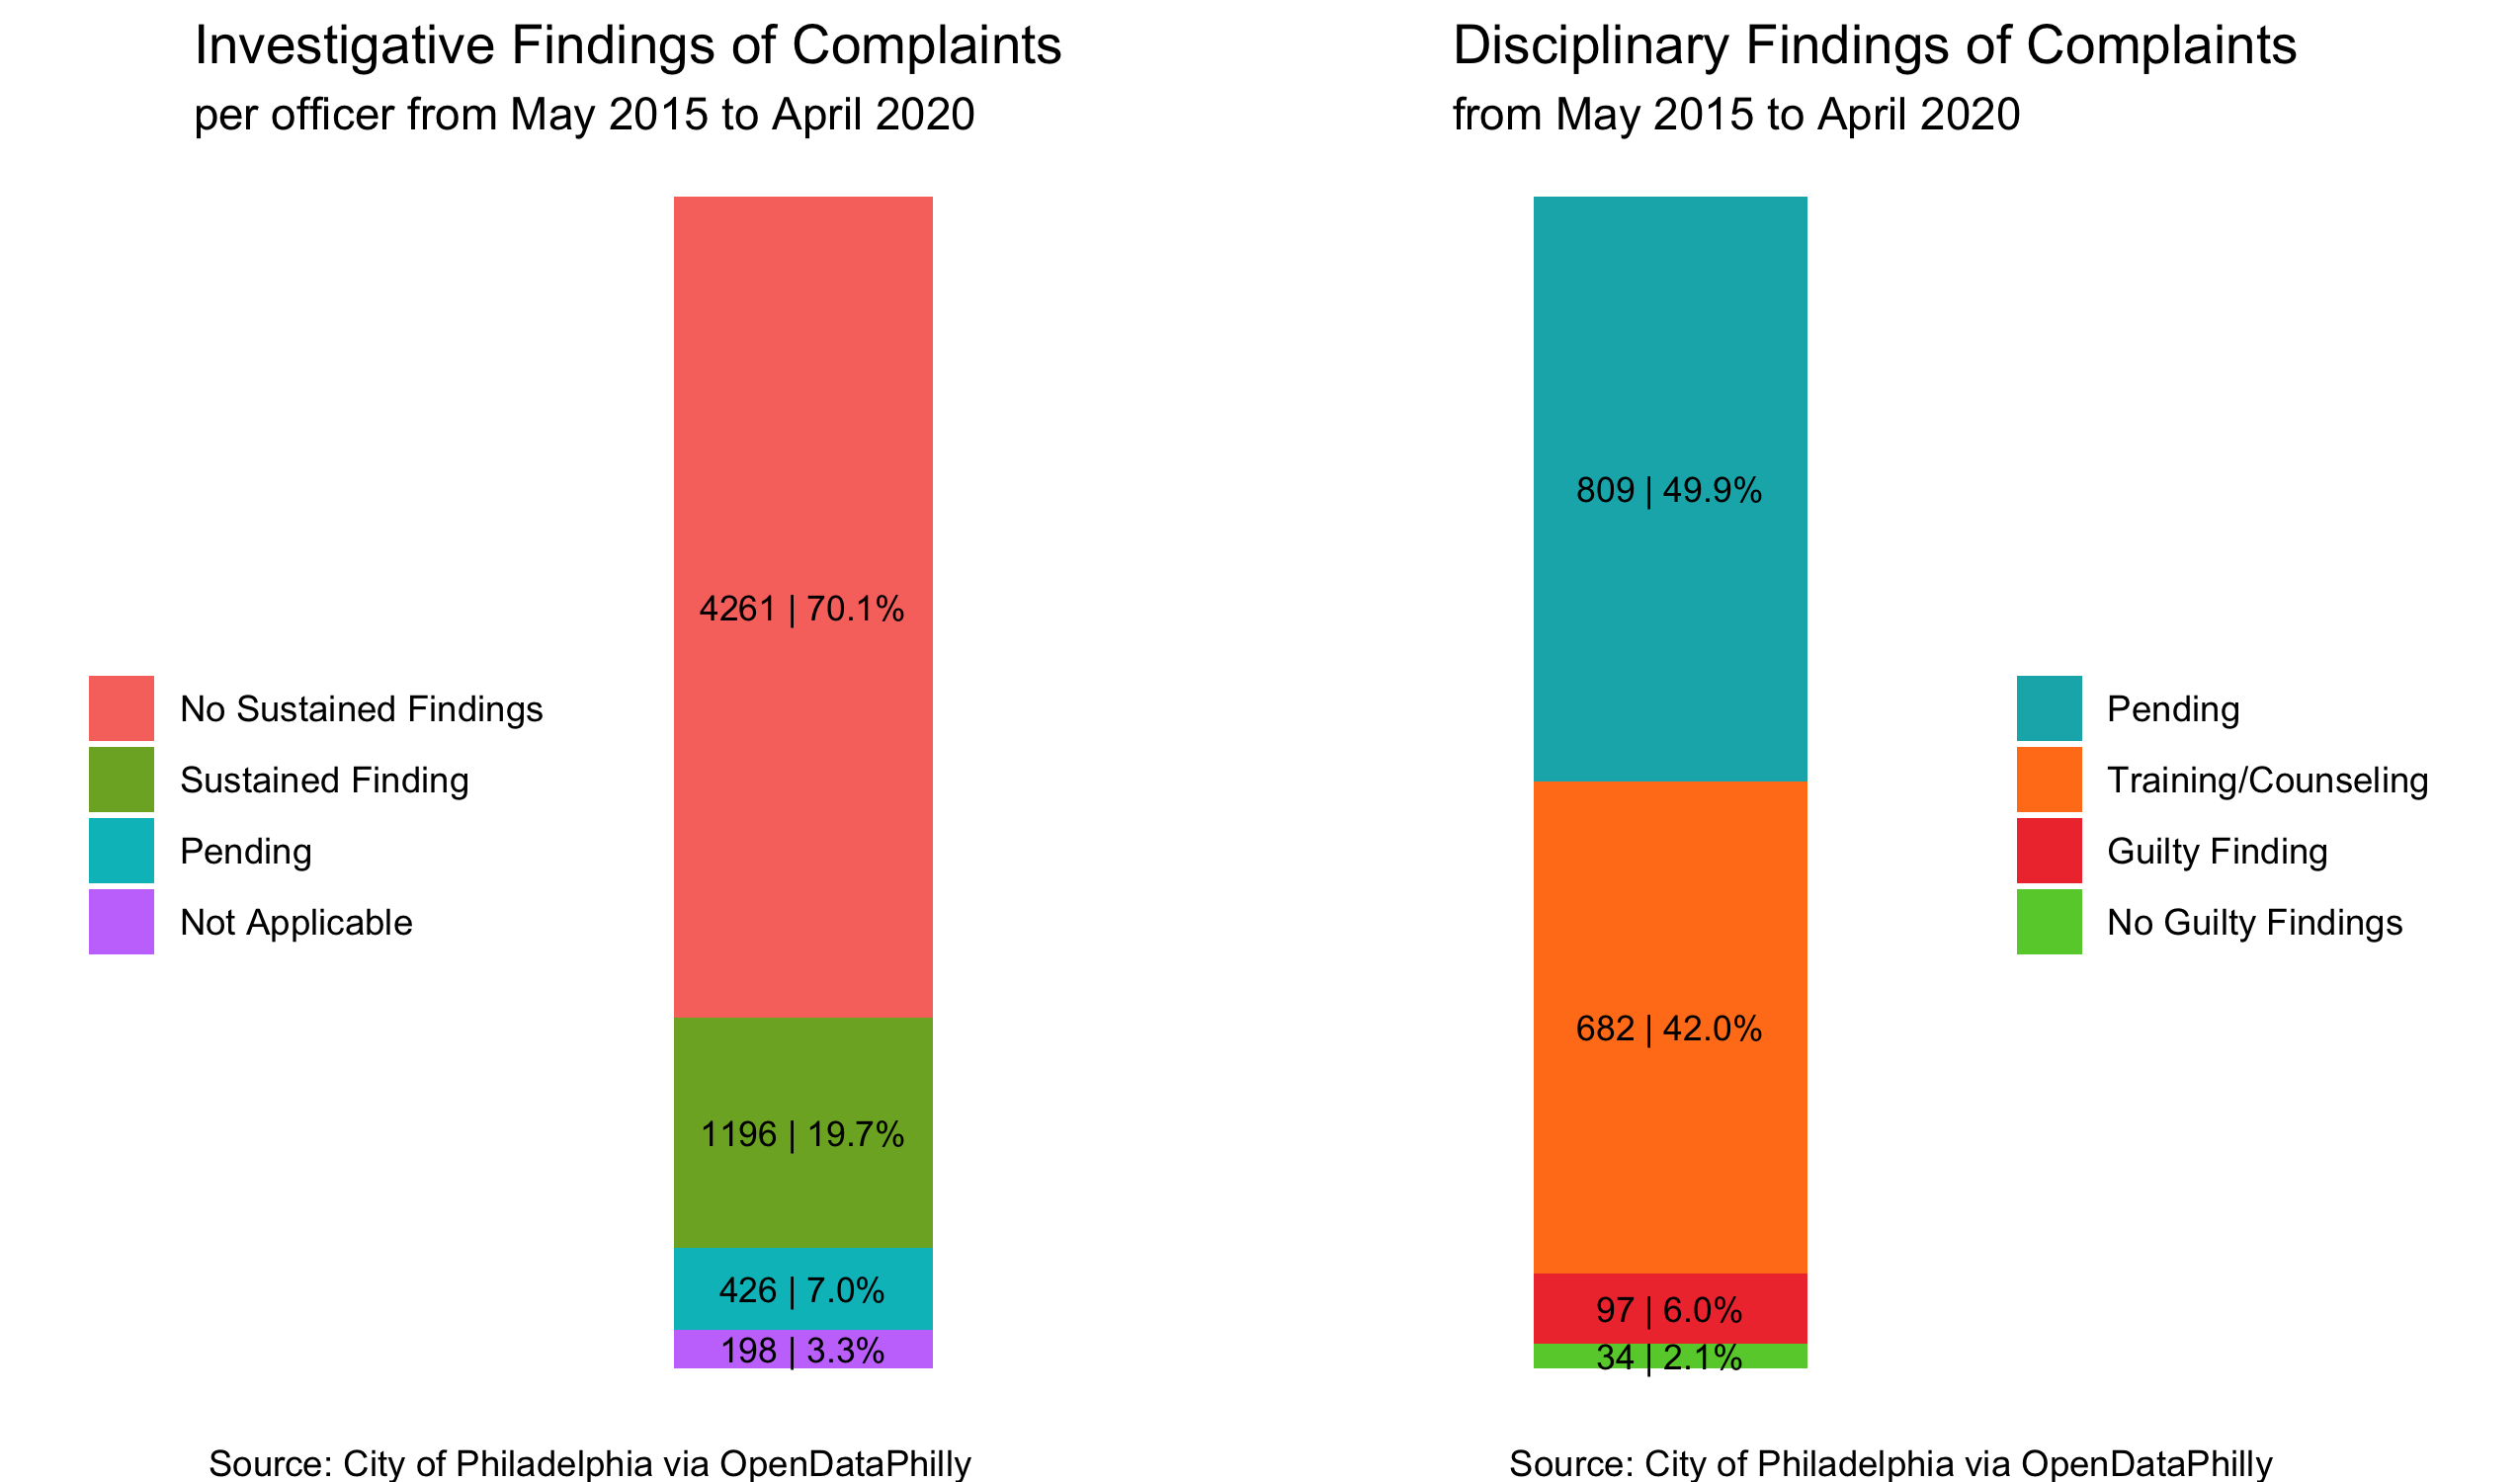 Investigative Findings of Complaints
per officer from May 2015 to April 2020
4261 | 70.1%
No Sustained Findings
Sustained Finding
Pending
Not Applicable
1196 | 19.7%
426 | 7.0%
198 | 3.3%
Source: City of Philadelphia via OpenDataPhilly
Disciplinary Findings of Complaints
from May 2015 to April 2020
809 | 49.9%
Pending
Training/Counseling
Guilty Finding
No Guilty Findings
682 | 42.0%
97 | 6.0%
34 | 2.1%
Source: City of Philadelphia via OpenDataPhilly